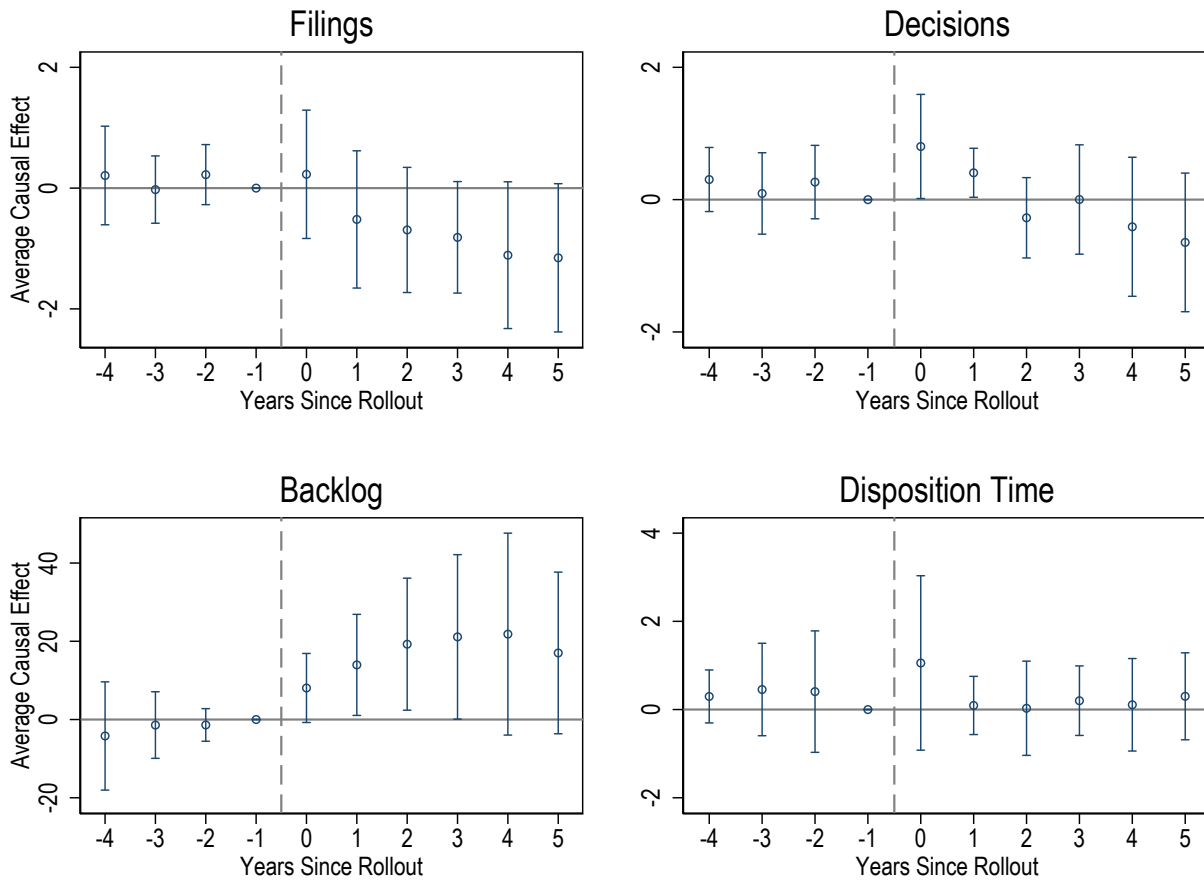 Filings
Average Causal Effect
2
0
-2
-4 -3 -2 -1 0 1 2 3 4 5
Years Since Rollout
Decisions
2
0
-2
-4 -3 -2 -1 0 1 2 3 4 5
Years Since Rollout
Backlog
Average Causal Effect
40
20
0
-20
-4 -3 -2 -1 0 1 2 3 4 5
Years Since Rollout
Disposition Time
4
2
0
-2
-4 -3 -2 -1 0 1 2 3 4 5
Years Since Rollout